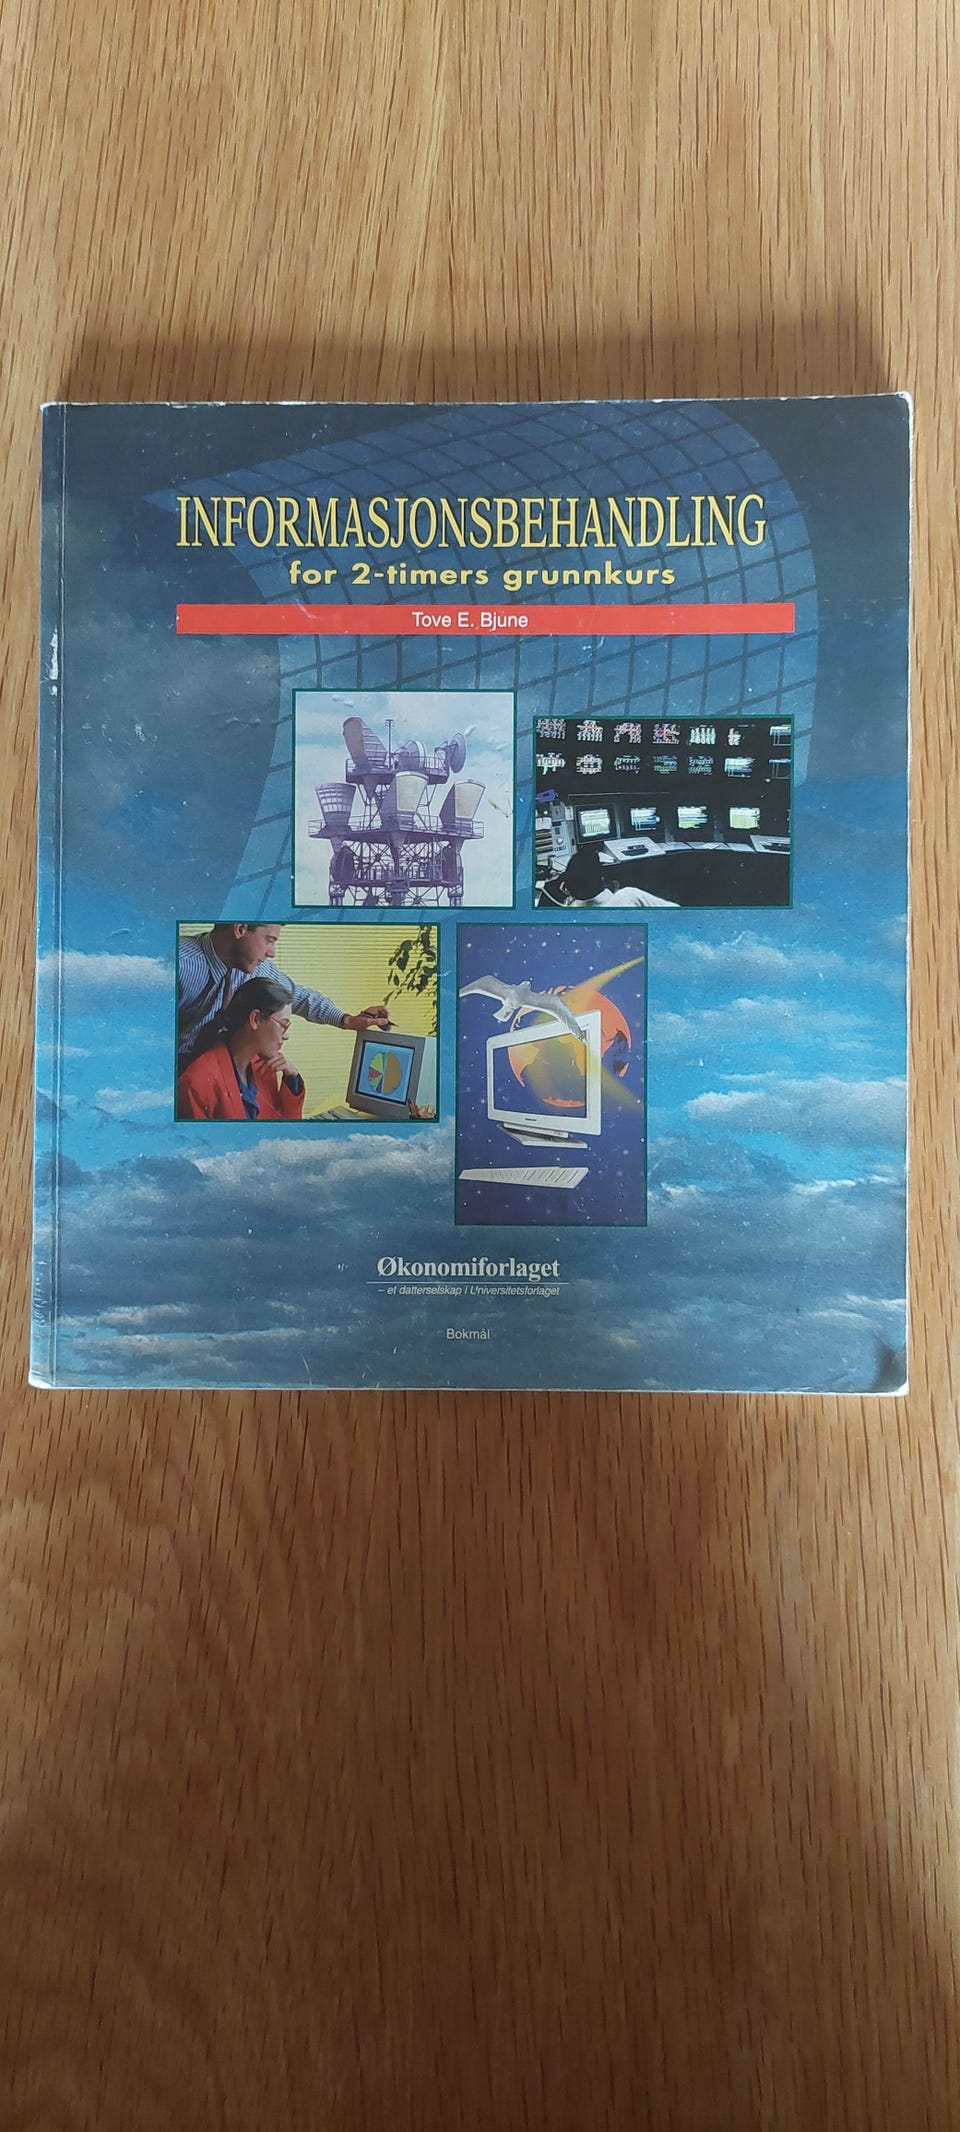 INFORMASJONSBEHANDLING
for 2-timers grunnkurs
Tove E. Bjune
Økonomiforlaget
– et datterselskap i Universitetsforlaget
Bokmål